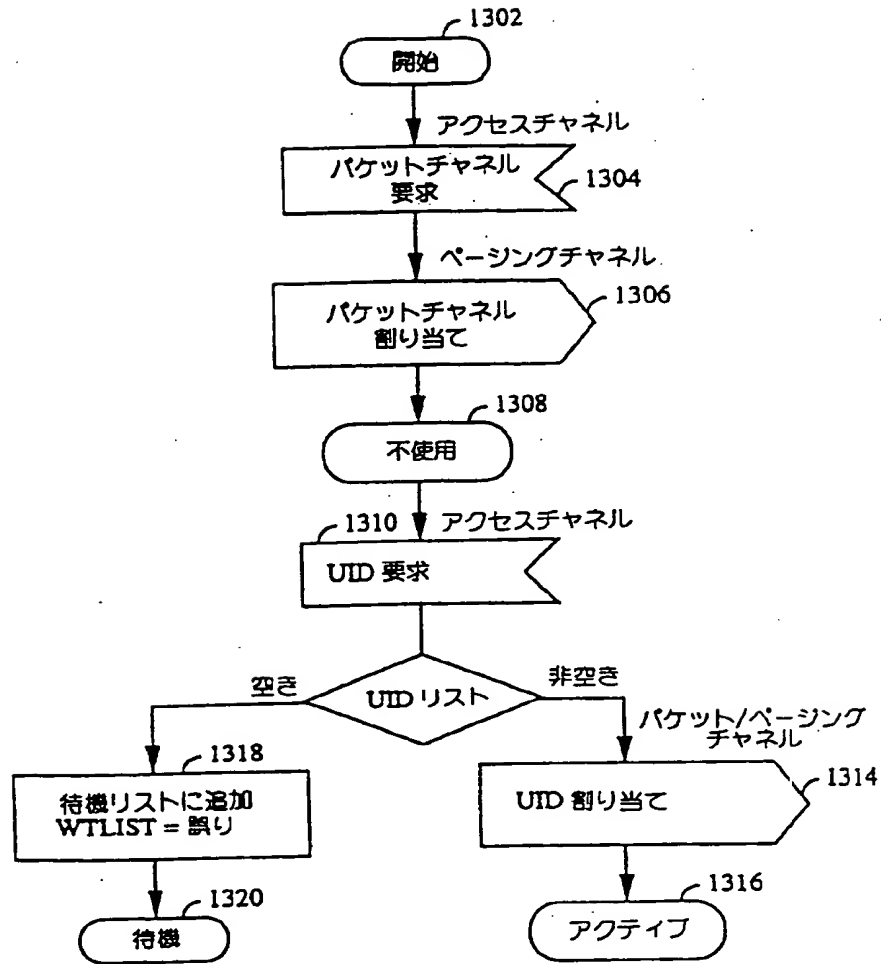 1302
開始
アクセスチャネル
パケットチャネル
要求
1304
ページングチャネル
1306
パケットチャネル
割り当て
1308
不使用
1310
アクセスチャネル
UID 要求
空き
UID リスト
非空き
パケット/ページング
チャネル
1318
待機リストに追加
WTLIST = 誤り
1314
UID 割り当て
1320
待機
1316
アクティブ